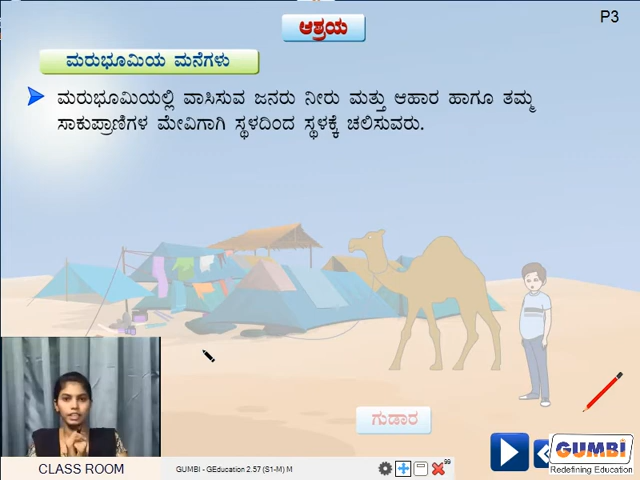 ಆಶ್ರಯ
P3
ಮರುಭೂಮಿಯ ಮನೆಗಳು
ಮರುಭೂಮಿಯಲ್ಲಿ ವಾಸಿಸುವ ಜನರು ನೀರು ಮತ್ತು ಆಹಾರ ಹಾಗೂ ತಮ್ಮ
ಸಾಕುಪ್ರಾಣಿಗಳ ಮೇವಿಗಾಗಿ ಸ್ಥಳದಿಂದ ಸ್ಥಳಕ್ಕೆ ಚಲಿಸುವರು.
ಗುಡಾರ
GUMBI
Redefining Education
CLASS ROOM
GUMBI - GEducation 2.57 (S1-M) M
99